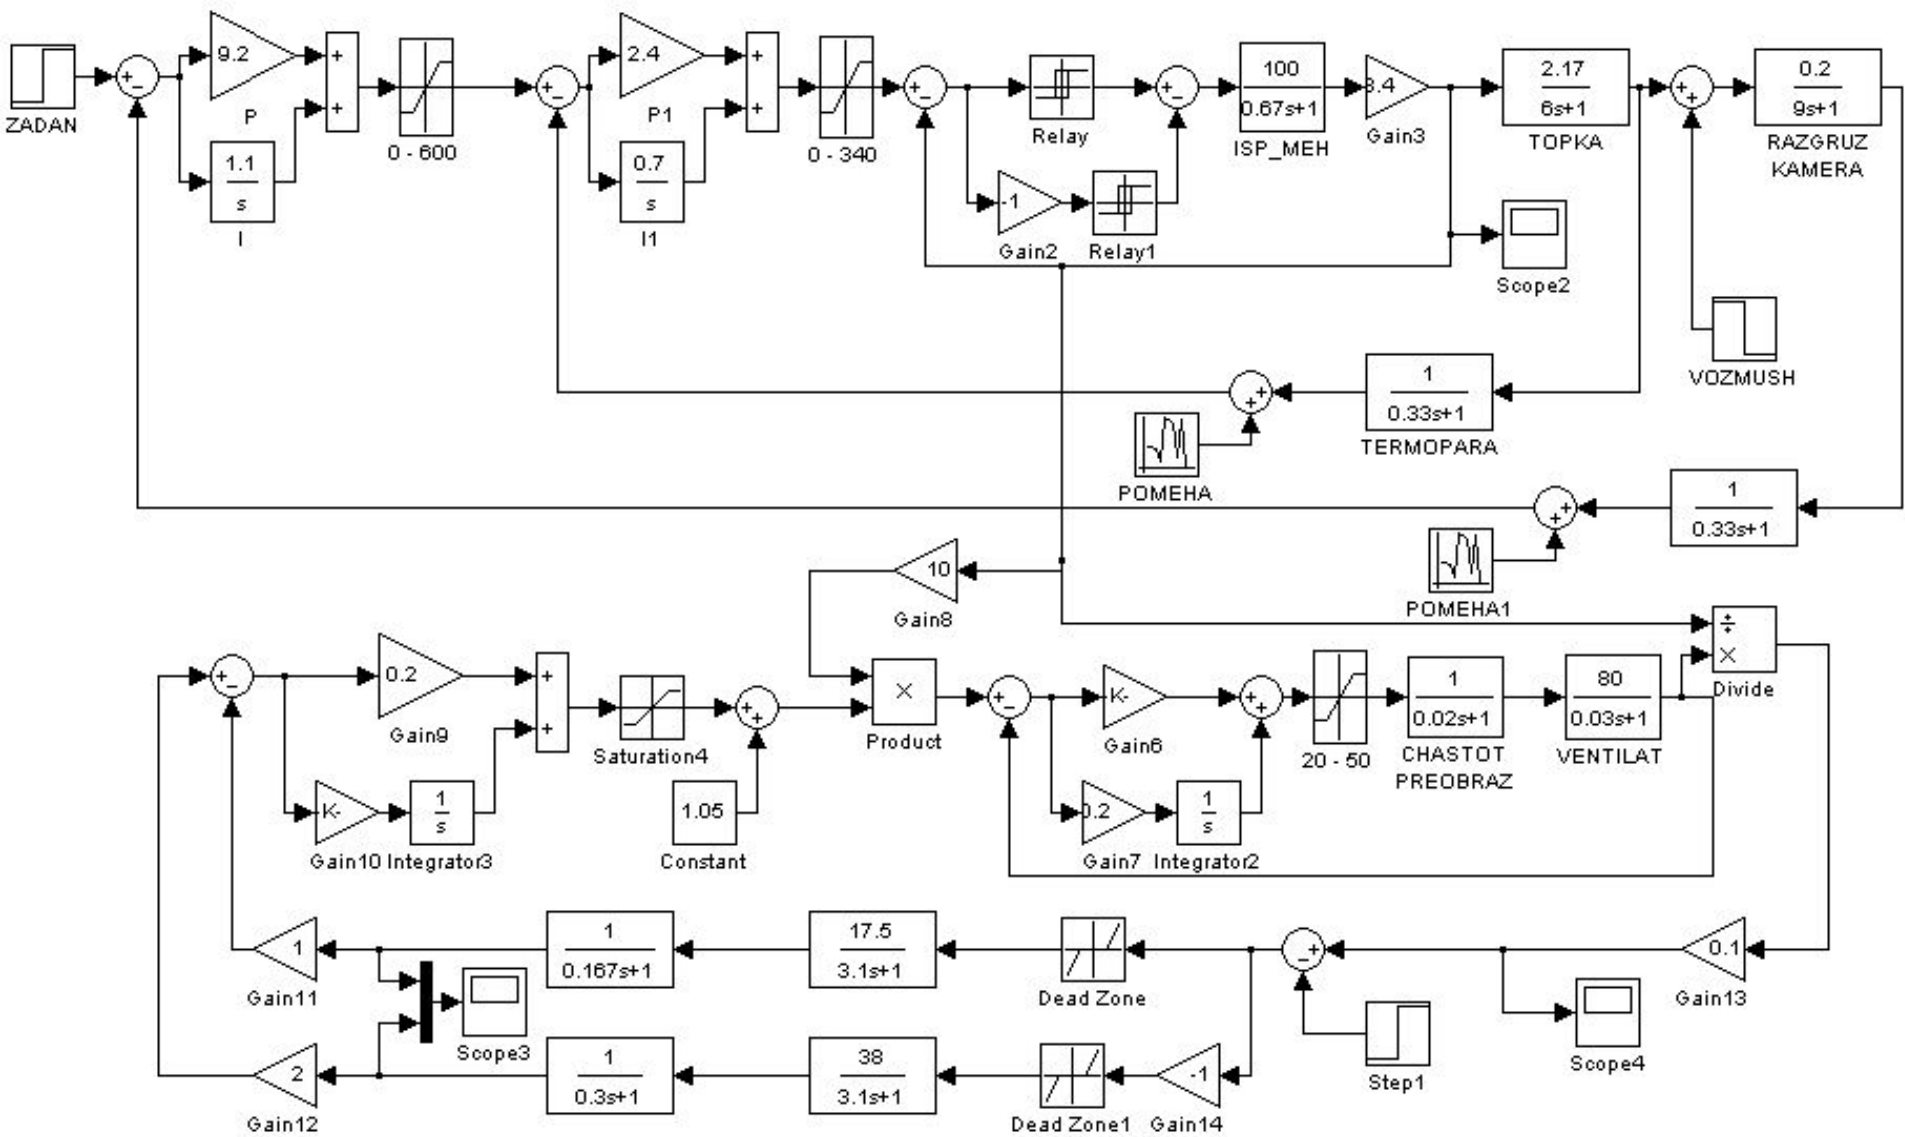 ZADAN
+
−
9.2
P
1.1
s
I
+
+
0 - 600
+
−
2.4
P1
0.7
s
I1
+
+
0 - 340
+
−
Relay
-1
Gain2
Relay1
+
−
100
0.67s+1
ISP_MEH
3.4
Gain3
2.17
6s+1
TOPKA
+
+
0.2
9s+1
RAZGRUZ
KAMERA
Scope2
VOZMUSH
1
0.33s+1
TERMOPARA
+
+
POMEHA
1
0.33s+1
+
+
POMEHA1
10
Gain8
+
−
0.2
Gain9
K-
Gain10
1
s
Integrator3
+
+
Saturation4
+
+
1.05
Constant
×
Product
+
−
K-
Gain6
0.2
Gain7
1
s
Integrator2
+
+
20 - 50
1
0.02s+1
CHASTOT
PREOBRAZ
80
0.03s+1
VENTILAT
÷
×
Divide
1
Gain11
1
0.167s+1
17.5
3.1s+1
Dead Zone
+
−
0.1
Gain13
Scope3
Scope4
Step1
2
Gain12
1
0.3s+1
38
3.1s+1
Dead Zone1
-1
Gain14